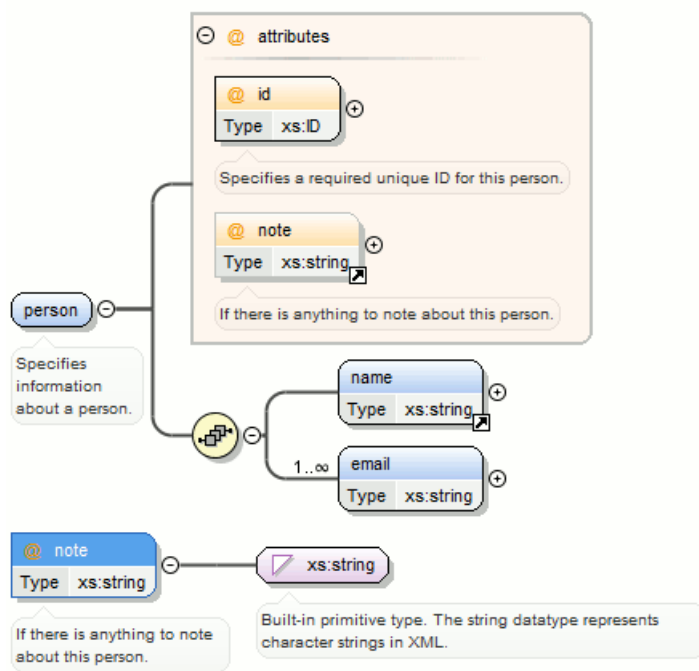 @ attributes
@ id
Type xs:ID
Specifies a required unique ID for this person.
@ note
Type xs:string
If there is anything to note about this person.
person
Specifies
information
about a person.
name
Type xs:string
1..∞
email
Type xs:string
@ note
Type xs:string
If there is anything to note
about this person.
xs:string
Built-in primitive type. The string datatype represents
character strings in XML.